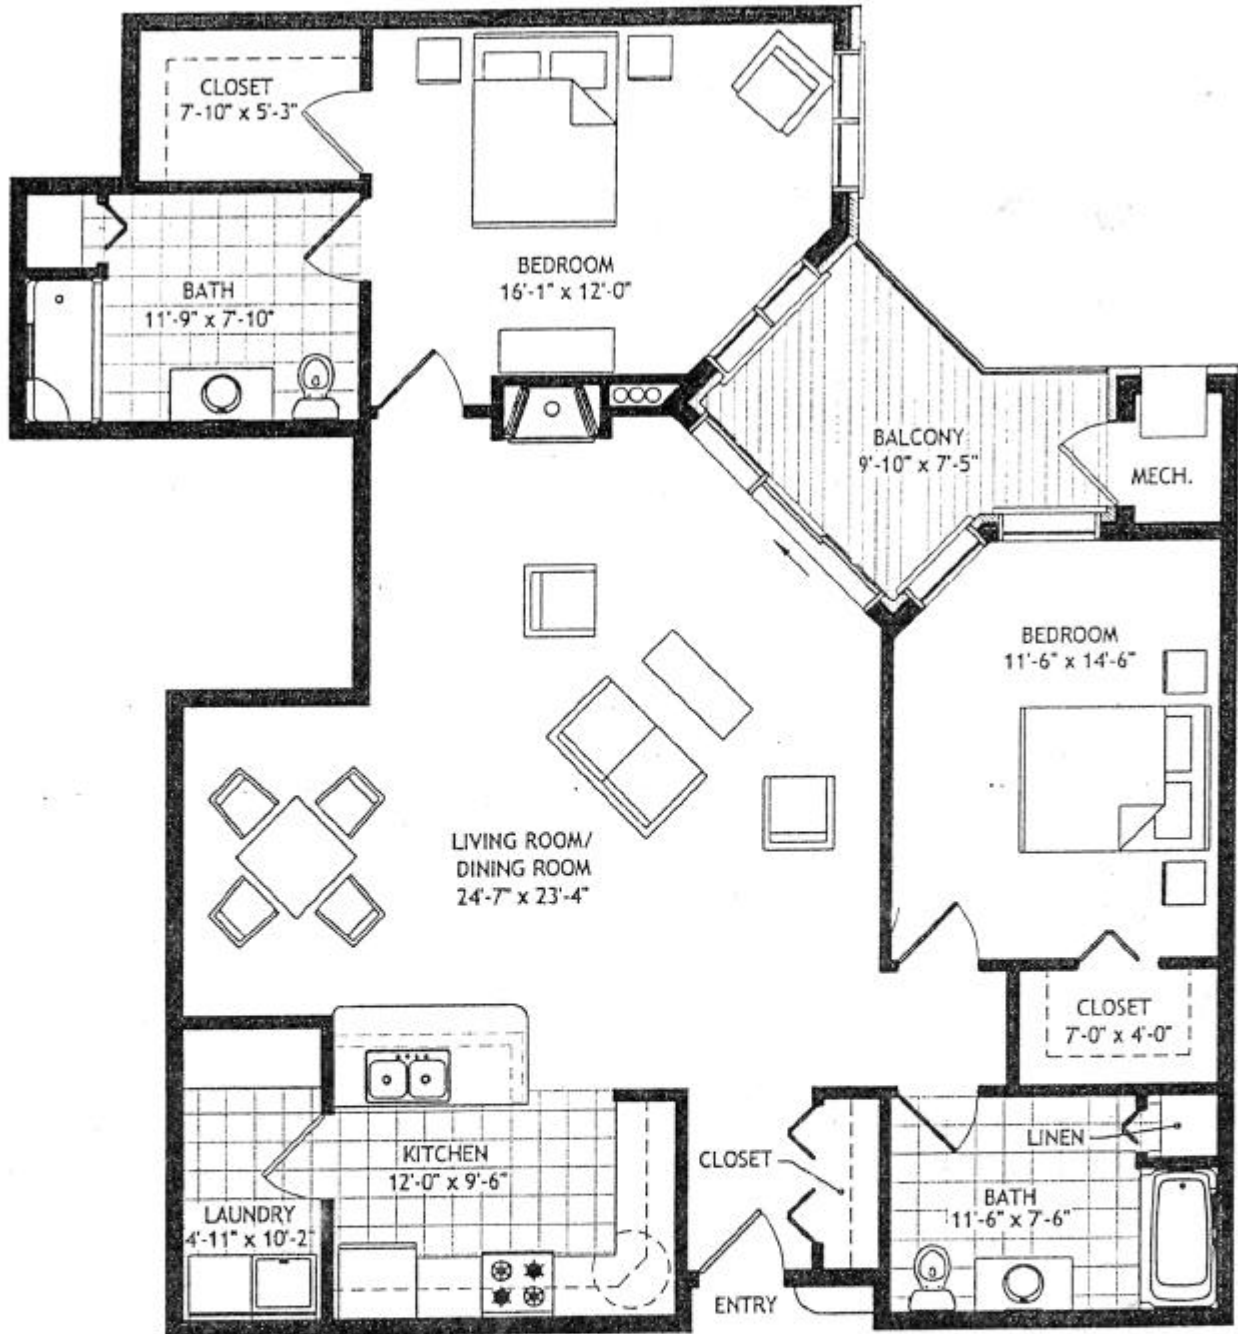 CLOSET
7'-10" x 5'-3"
BEDROOM
16'-1" x 12'-0"
BATH
11'-9" x 7'-10"
BALCONY
9'-10" x 7'-5"
MECH.
BEDROOM
11'-6" x 14'-6"
LIVING ROOM/
DINING ROOM
24'-7" x 23'-4"
CLOSET
7'-0" x 4'-0"
LINEN
KITCHEN
12'-0" x 9'-6"
CLOSET
LAUNDRY
4'-11" x 10'-2"
BATH
11'-6" x 7'-6"
ENTRY